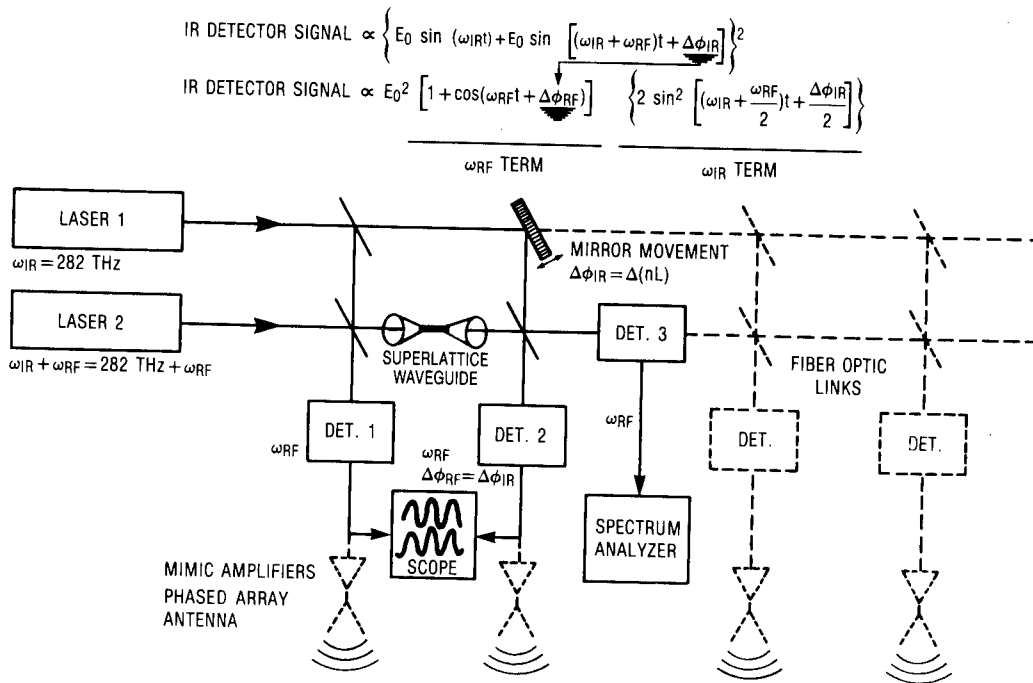 IR DETECTOR SIGNAL ∝ {E₀ sin (ωIRt) + E₀ sin [(ωIR + ωRF)t + ΔϕIR]}²
IR DETECTOR SIGNAL ∝ E₀² [1 + cos(ωRFt + ΔϕRF)] {2 sin² [(ωIR + ωRF/2)t + ΔϕIR/2]}
ωRF TERM
ωIR TERM
LASER 1
ωIR = 282 THz
MIRROR MOVEMENT
ΔϕIR = Δ(nL)
LASER 2
ωIR + ωRF = 282 THz + ωRF
SUPERLATTICE
WAVEGUIDE
DET. 3
FIBER OPTIC
LINKS
DET. 1
DET. 2
DET.
DET.
ωRF
ωRF
ΔϕRF = ΔϕIR
ωRF
SCOPE
SPECTRUM
ANALYZER
MIMIC AMPLIFIERS
PHASED ARRAY
ANTENNA